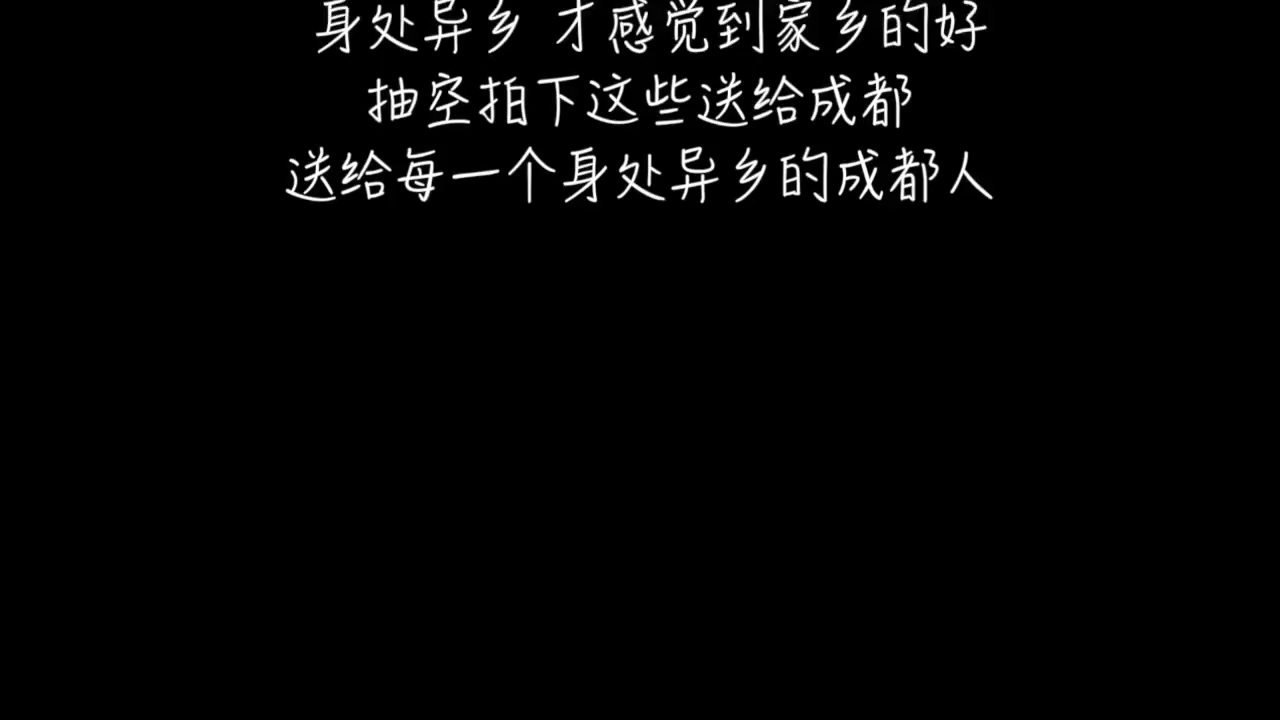 身处异乡 才感觉到家乡的好
抽空拍下这些送给成都
送给每一个身处异乡的成都人